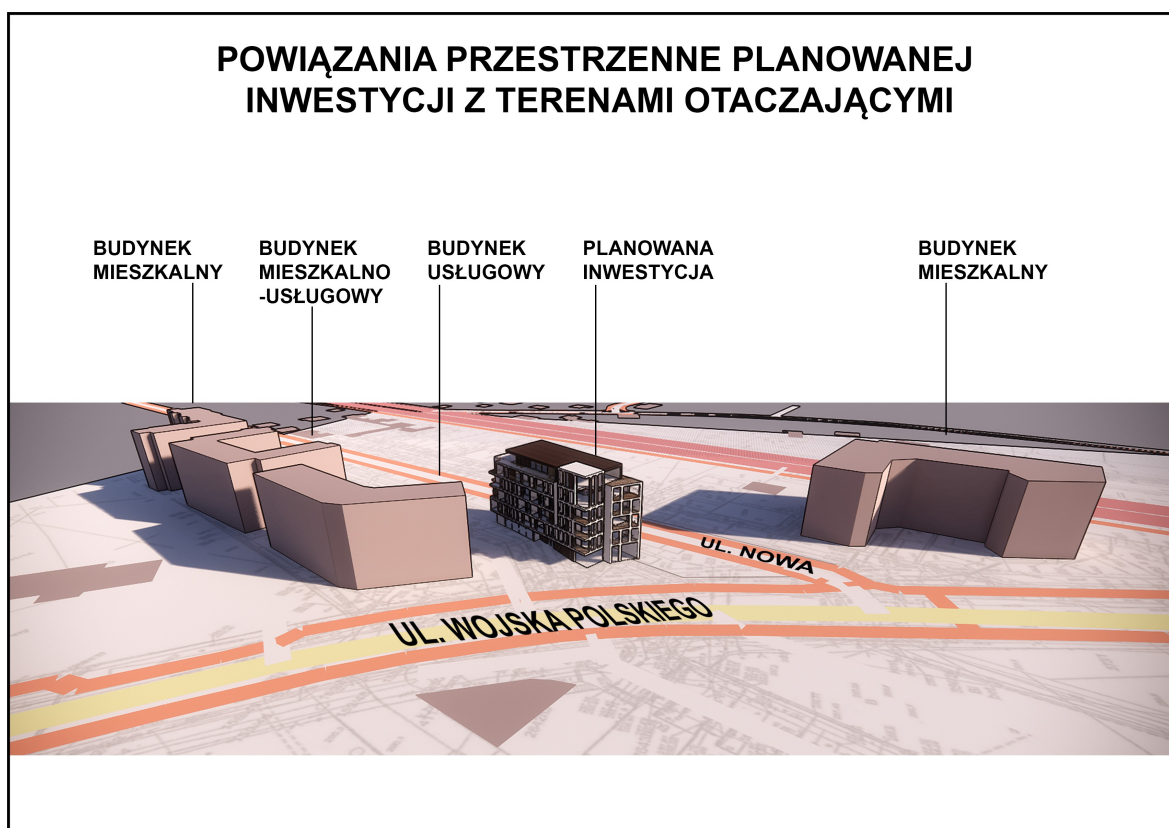 POWIĄZANIA PRZESTRZENNE PLANOWANEJ
INWESTYCJI Z TERENAMI OTACZAJĄCYMI
BUDYNEK
MIESZKALNY
BUDYNEK
MIESZKALNO
-USŁUGOWY
BUDYNEK
USŁUGOWY
PLANOWANA
INWESTYCJA
BUDYNEK
MIESZKALNY
UL. NOWA
UL. WOJSKA POLSKIEGO